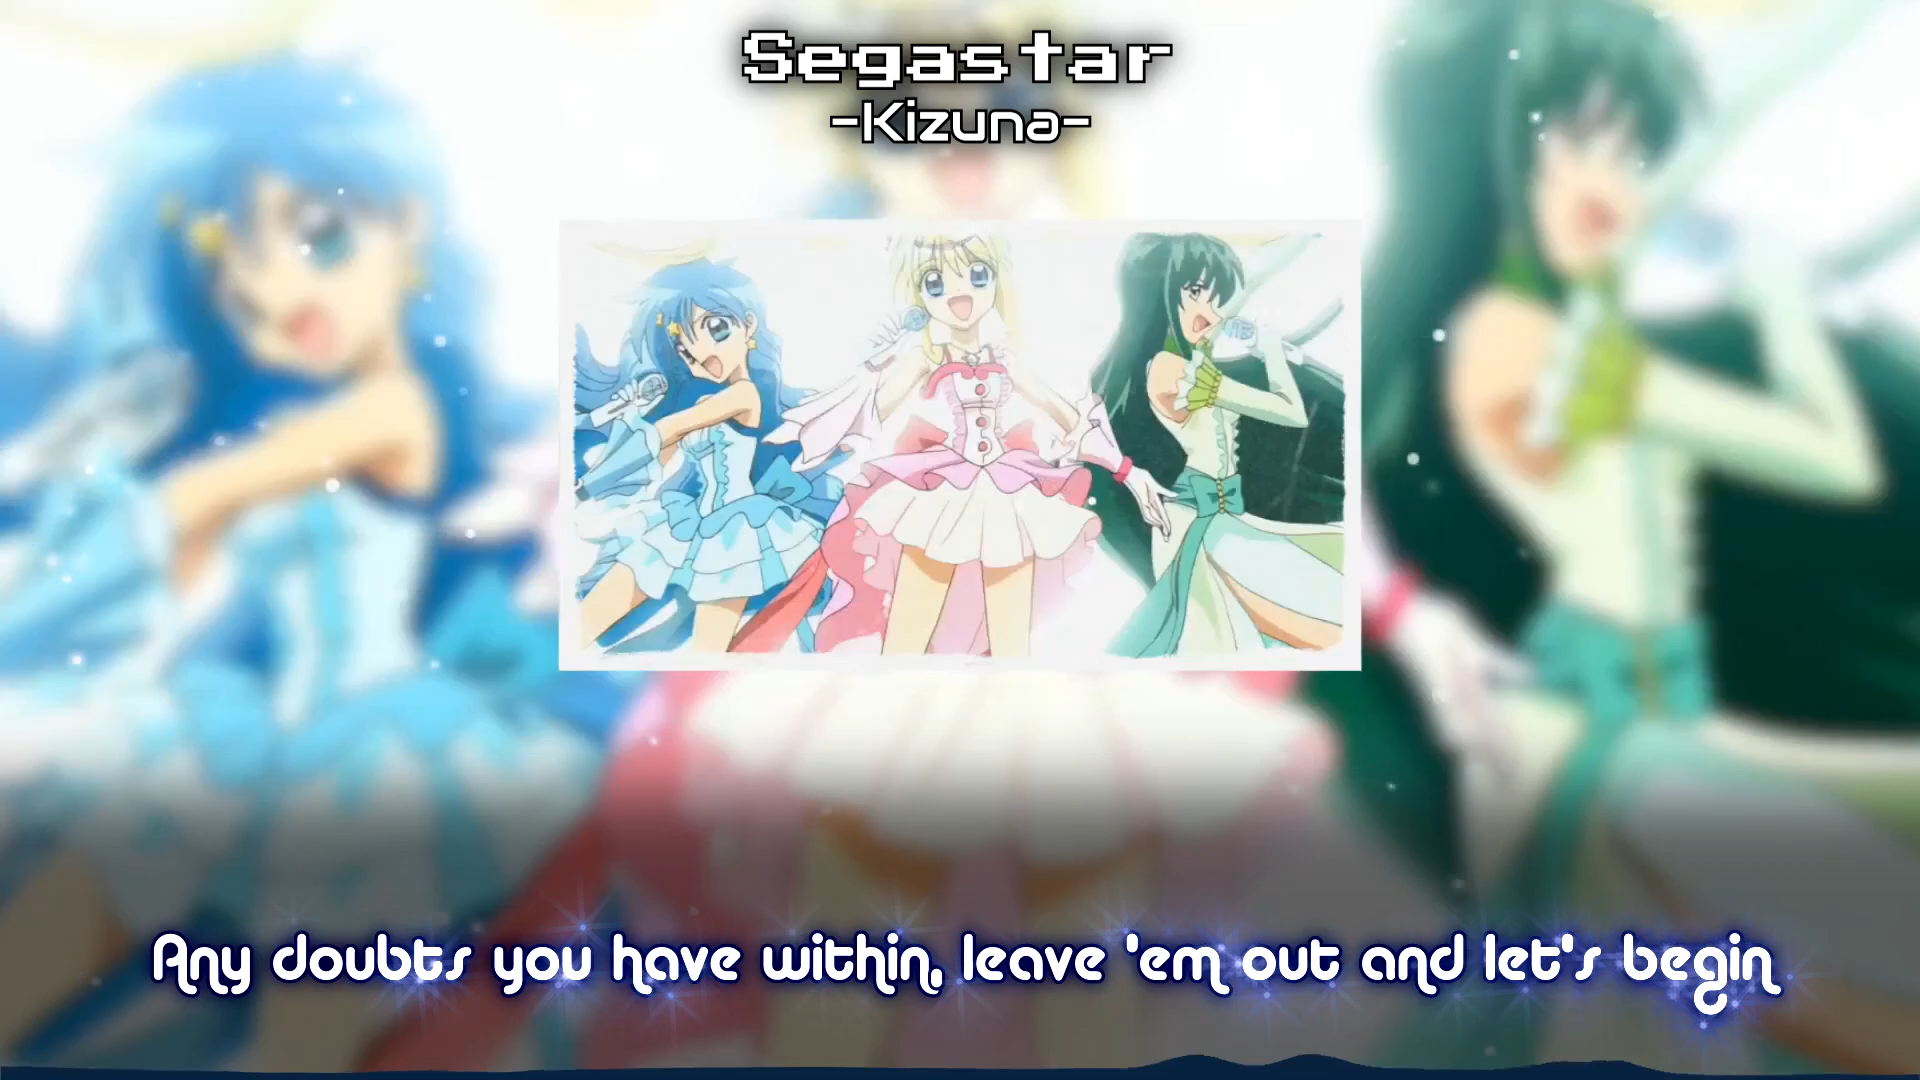 Segastar
-Kizuna-
Any doubts you have within, leave 'em out and let's begin